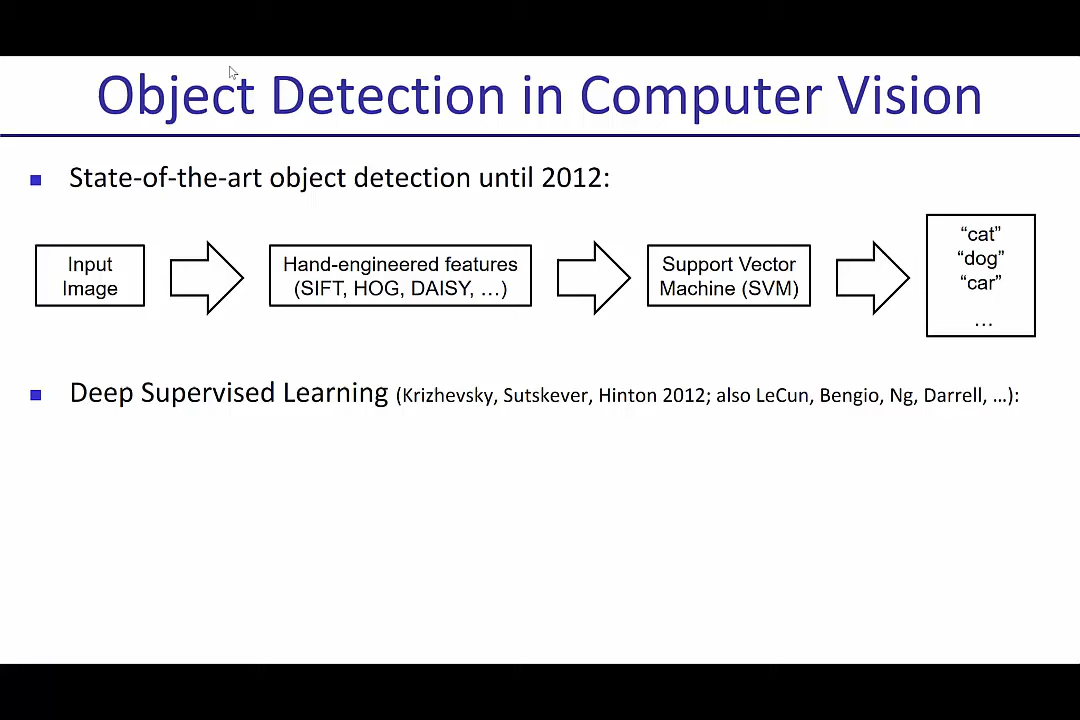 Object Detection in Computer Vision
State-of-the-art object detection until 2012:
Input
Image
Hand-engineered features
(SIFT, HOG, DAISY, …)
Support Vector
Machine (SVM)
“cat”
“dog”
“car”
…
Deep Supervised Learning (Krizhevsky, Sutskever, Hinton 2012; also LeCun, Bengio, Ng, Darrell, …):